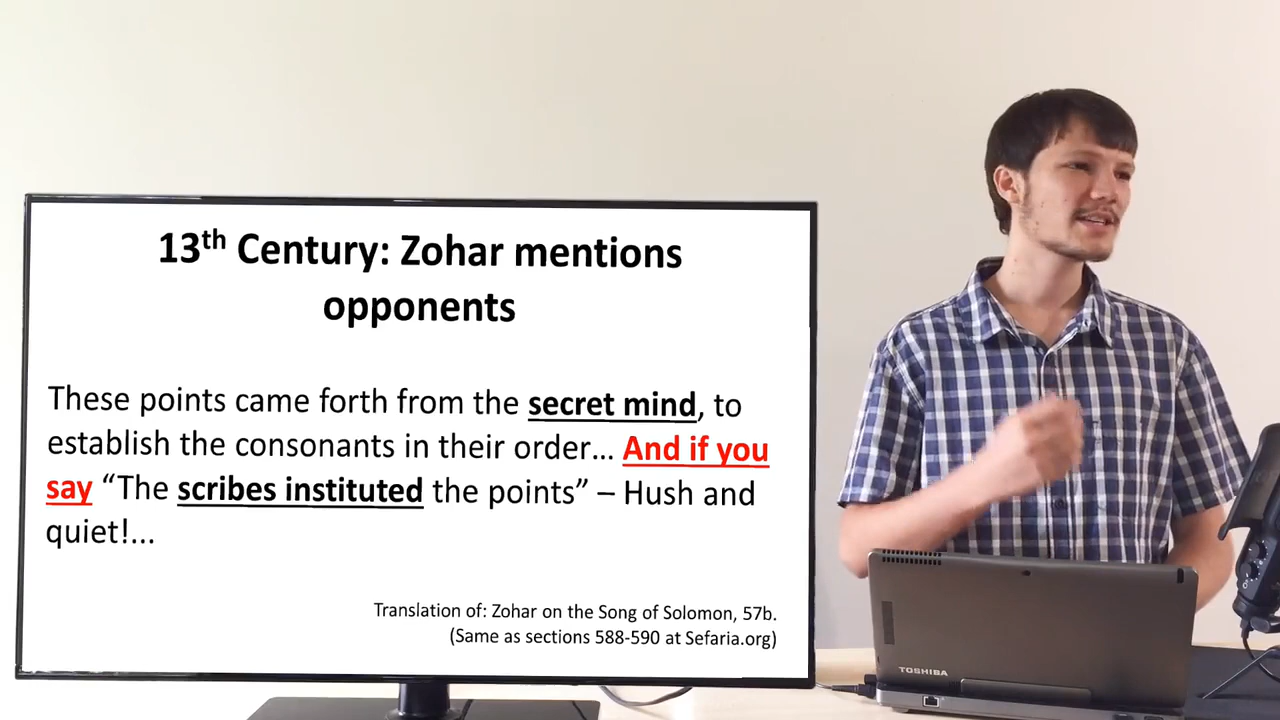 13th Century: Zohar mentions
opponents
These points came forth from the secret mind, to
establish the consonants in their order... And if you
say “The scribes instituted the points” – Hush and
quiet!...
Translation of: Zohar on the Song of Solomon, 57b.
(Same as sections 588-590 at Sefaria.org)
TOSHIBA